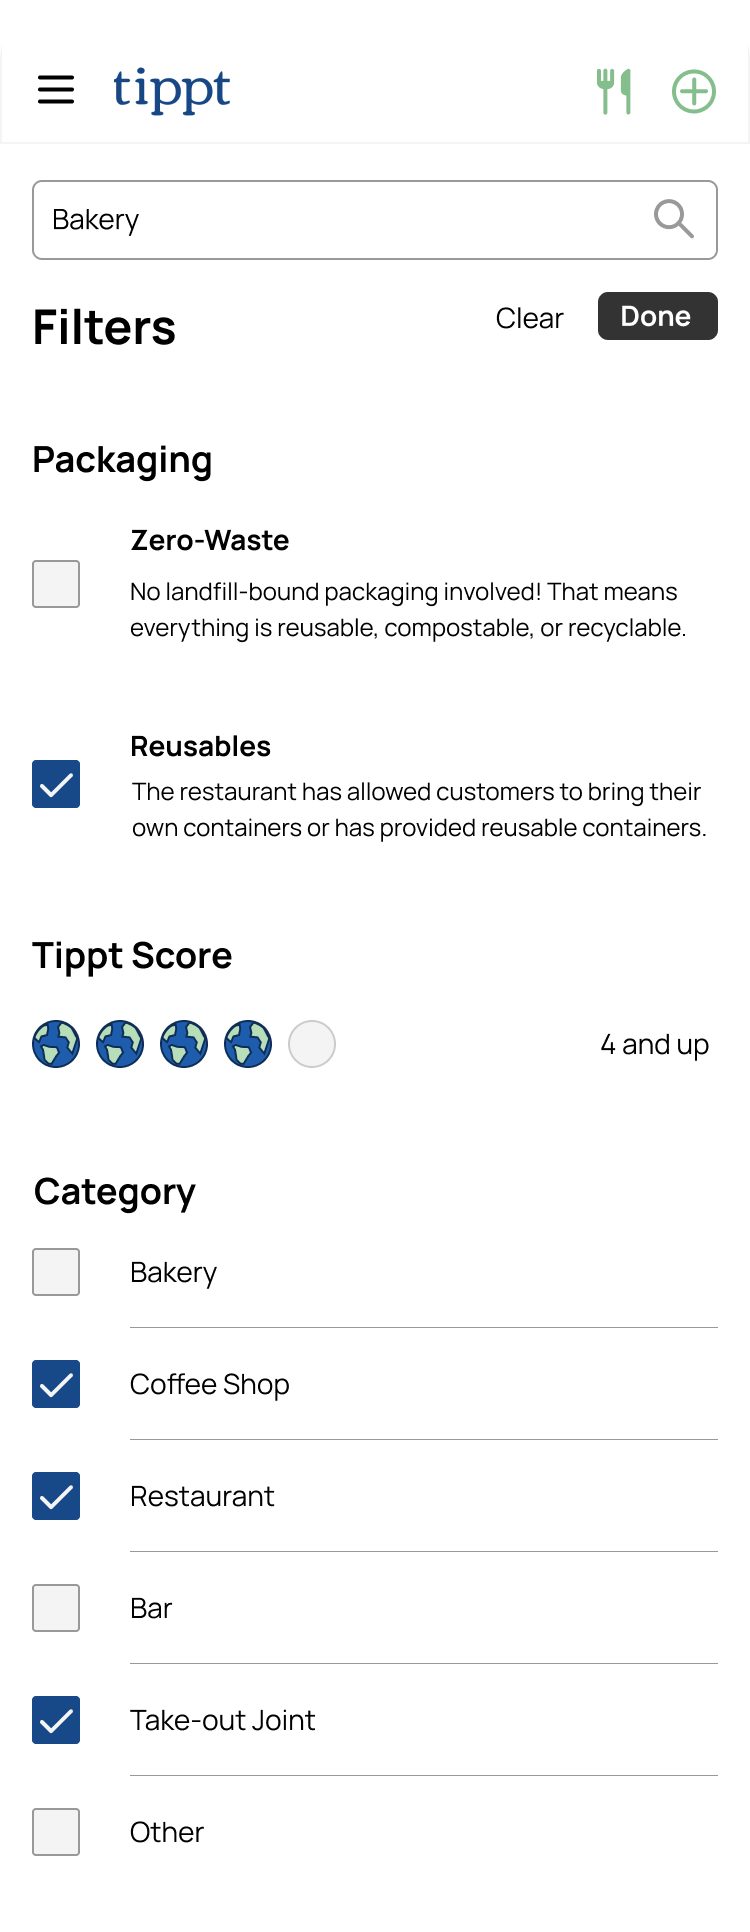 tippt
Bakery
Filters
Clear
Done
Packaging
Zero-Waste
No landfill-bound packaging involved! That means
everything is reusable, compostable, or recyclable.
Reusables
The restaurant has allowed customers to bring their
own containers or has provided reusable containers.
Tippt Score
4 and up
Category
Bakery
Coffee Shop
Restaurant
Bar
Take-out Joint
Other